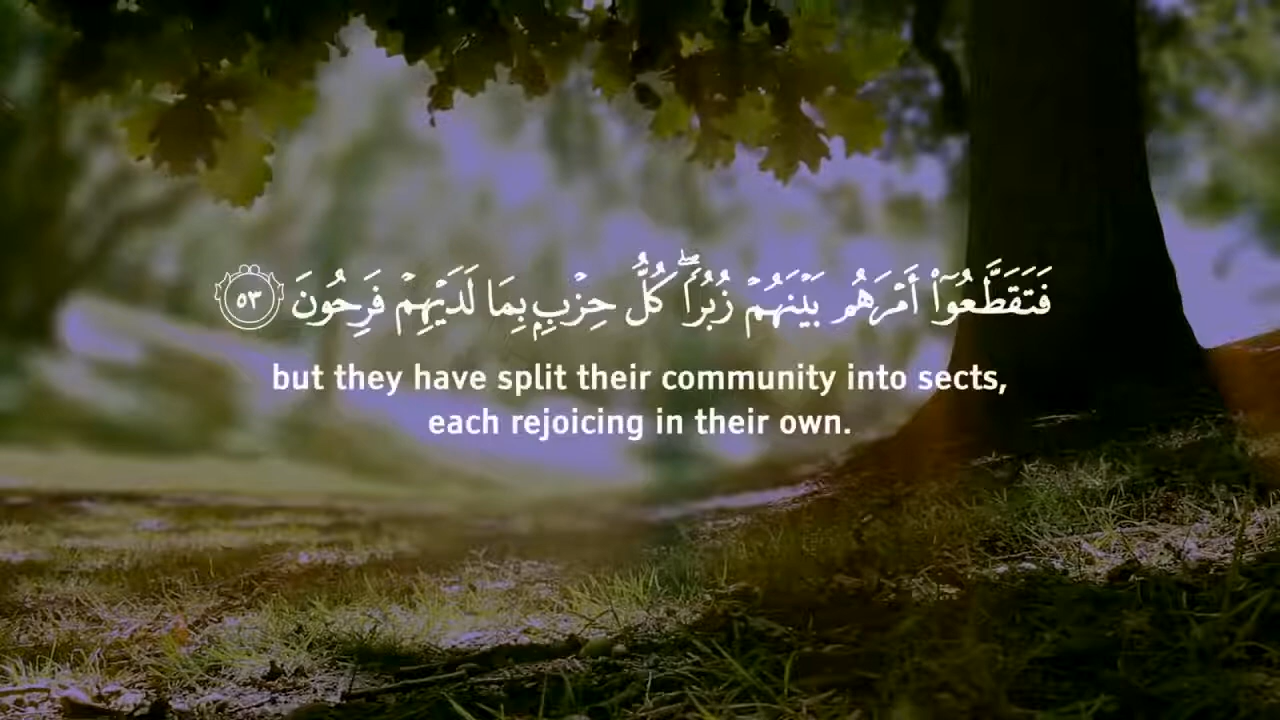 فَتَقَطَّعُوٓا۟ أَمْرَهُم بَيْنَهُمْ زُبُرًا ۖ كُلُّ حِزْبٍۭ بِمَا لَدَيْهِمْ فَرِحُونَ ٥٣
but they have split their community into sects,
each rejoicing in their own.